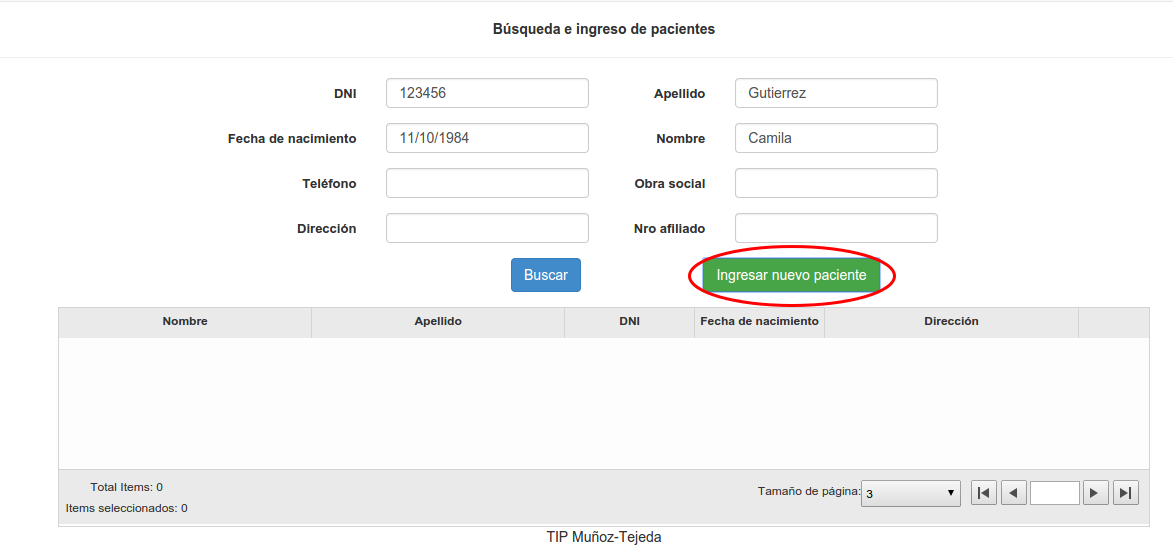 Búsqueda e ingreso de pacientes
DNI 123456 Apellido Gutierrez
Fecha de nacimiento 11/10/1984 Nombre Camila
Teléfono Obra social
Dirección Nro afiliado
Buscar Ingresar nuevo paciente
Nombre Apellido DNI Fecha de nacimiento Dirección
Total Items: 0
Tamaño de página: 3
Items seleccionados: 0
TIP Muñoz-Tejeda